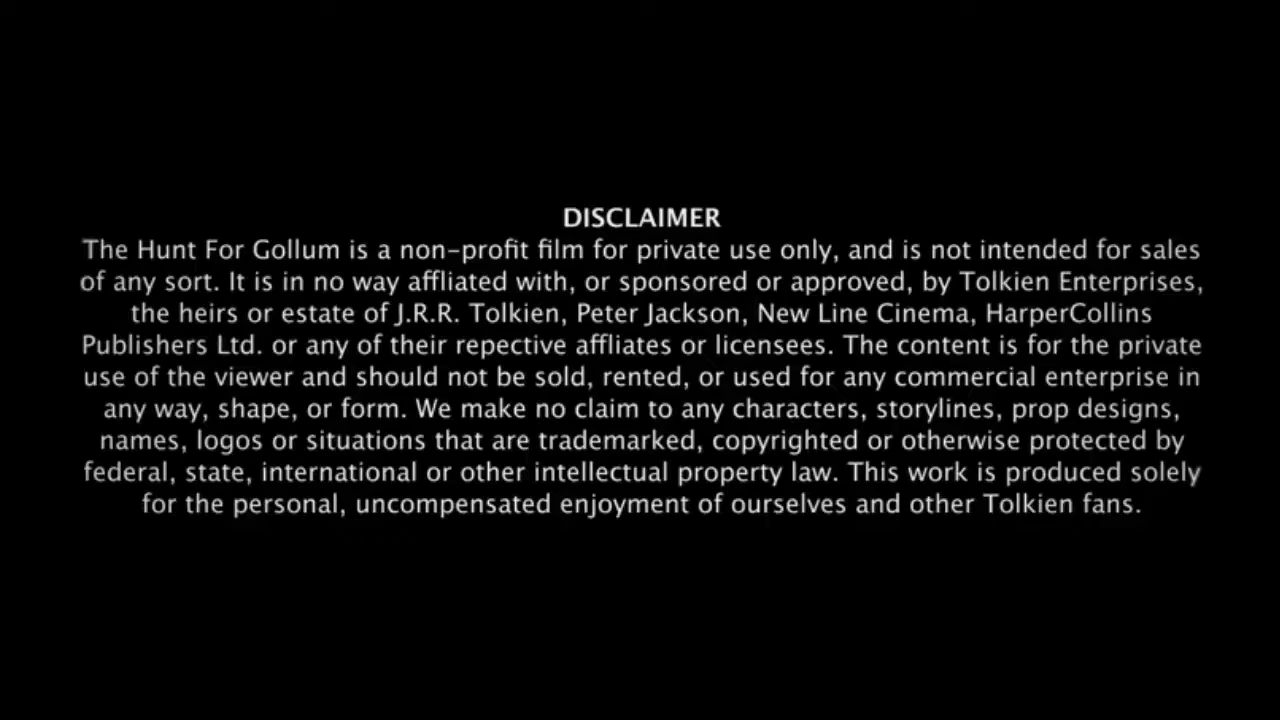 DISCLAIMER
The Hunt For Gollum is a non-profit film for private use only, and is not intended for sales
of any sort. It is in no way affliated with, or sponsored or approved, by Tolkien Enterprises,
the heirs or estate of J.R.R. Tolkien, Peter Jackson, New Line Cinema, HarperCollins
Publishers Ltd. or any of their repective affliates or licensees. The content is for the private
use of the viewer and should not be sold, rented, or used for any commercial enterprise in
any way, shape, or form. We make no claim to any characters, storylines, prop designs,
names, logos or situations that are trademarked, copyrighted or otherwise protected by
federal, state, international or other intellectual property law. This work is produced solely
for the personal, uncompensated enjoyment of ourselves and other Tolkien fans.